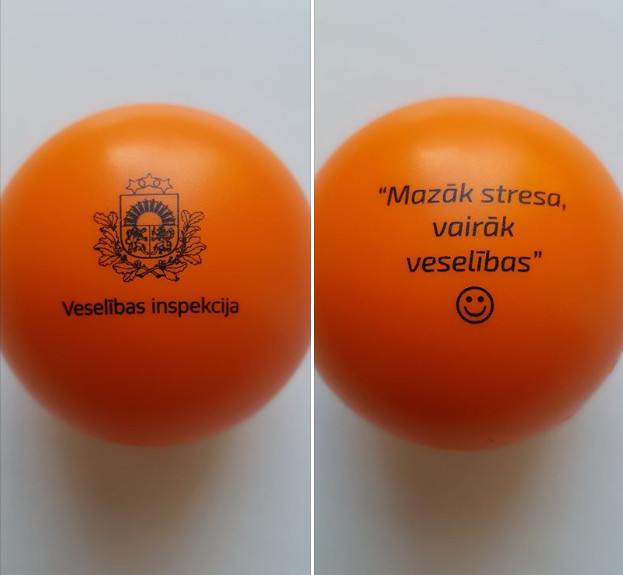 Veselības inspekcija
“Mazāk stresa,
vairāk
veselības”